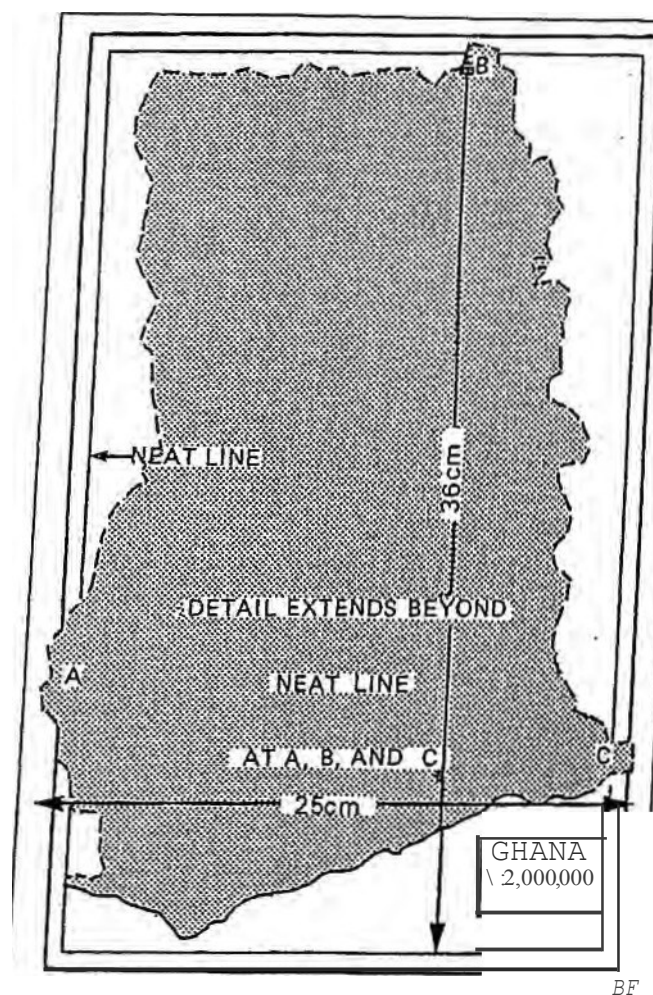 B
NEAT LINE
36cm
DETAIL EXTENDS BEYOND
A
NEAT LINE
AT A, B, AND C
C
25cm
GHANA
\ 2,000,000
BF